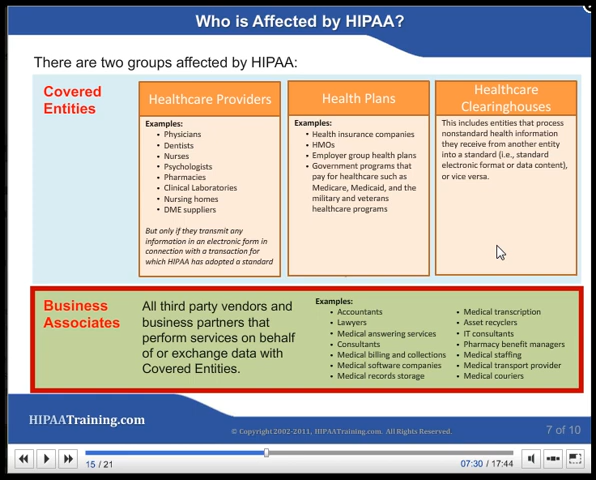 Who is Affected by HIPAA?
There are two groups affected by HIPAA:
Covered
Entities
Healthcare Providers
Examples:
• Physicians
• Dentists
• Nurses
• Psychologists
• Pharmacies
• Clinical Laboratories
• Nursing homes
• DME suppliers
But only if they transmit any
information in an electronic form in
connection with a transaction for
which HIPAA has adopted a standard
Health Plans
Examples:
• Health insurance companies
• HMOs
• Employer group health plans
• Government programs that
pay for healthcare such as
Medicare, Medicaid, and the
military and veterans
healthcare programs
Healthcare
Clearinghouses
This includes entities that process
nonstandard health information
they receive from another entity
into a standard (i.e., standard
electronic format or data content),
or vice versa.
Business
Associates
All third party vendors and
business partners that
perform services on behalf
of or exchange data with
Covered Entities.
Examples:
• Accountants
• Lawyers
• Medical answering services
• Consultants
• Medical billing and collections
• Medical software companies
• Medical records storage
• Medical transcription
• Asset recyclers
• IT consultants
• Pharmacy benefit managers
• Medical staffing
• Medical transport provider
• Medical couriers
HIPAATraining.com
© Copyright 2002-2011, HIPAATraining.com. All Rights Reserved.
7 of 10
15 / 21
07:30 / 17:44